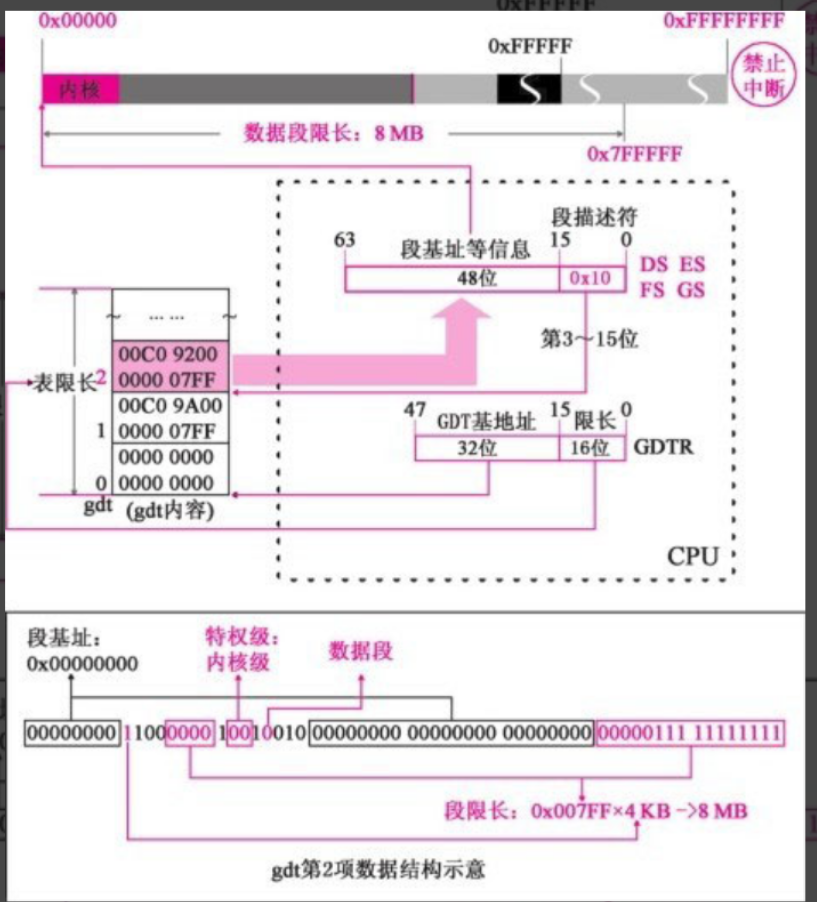 0xFFFFF
0x00000
0xFFFFFFFF
0xFFFFF
内核
禁止
中断
数据段限长：8 MB
0x7FFFFF
段描述符
63
段基址等信息
15
0
48位
0x10
DS ES
FS GS
第3～15位
... ...
00C0 9200
表限长
2
0000 07FF
00C0 9A00
1
0000 07FF
0000 0000
0
0000 0000
gdt
(gdt内容)
47
GDT基地址
15
限长
0
32位
16位
GDTR
CPU
段基址：
0x00000000
特权级：
内核级
数据段
00000000 11000000 10010010 00000000 00000000 00000000 00000111 11111111
段限长：0x007FF×4 KB ->8 MB
gdt第2项数据结构示意